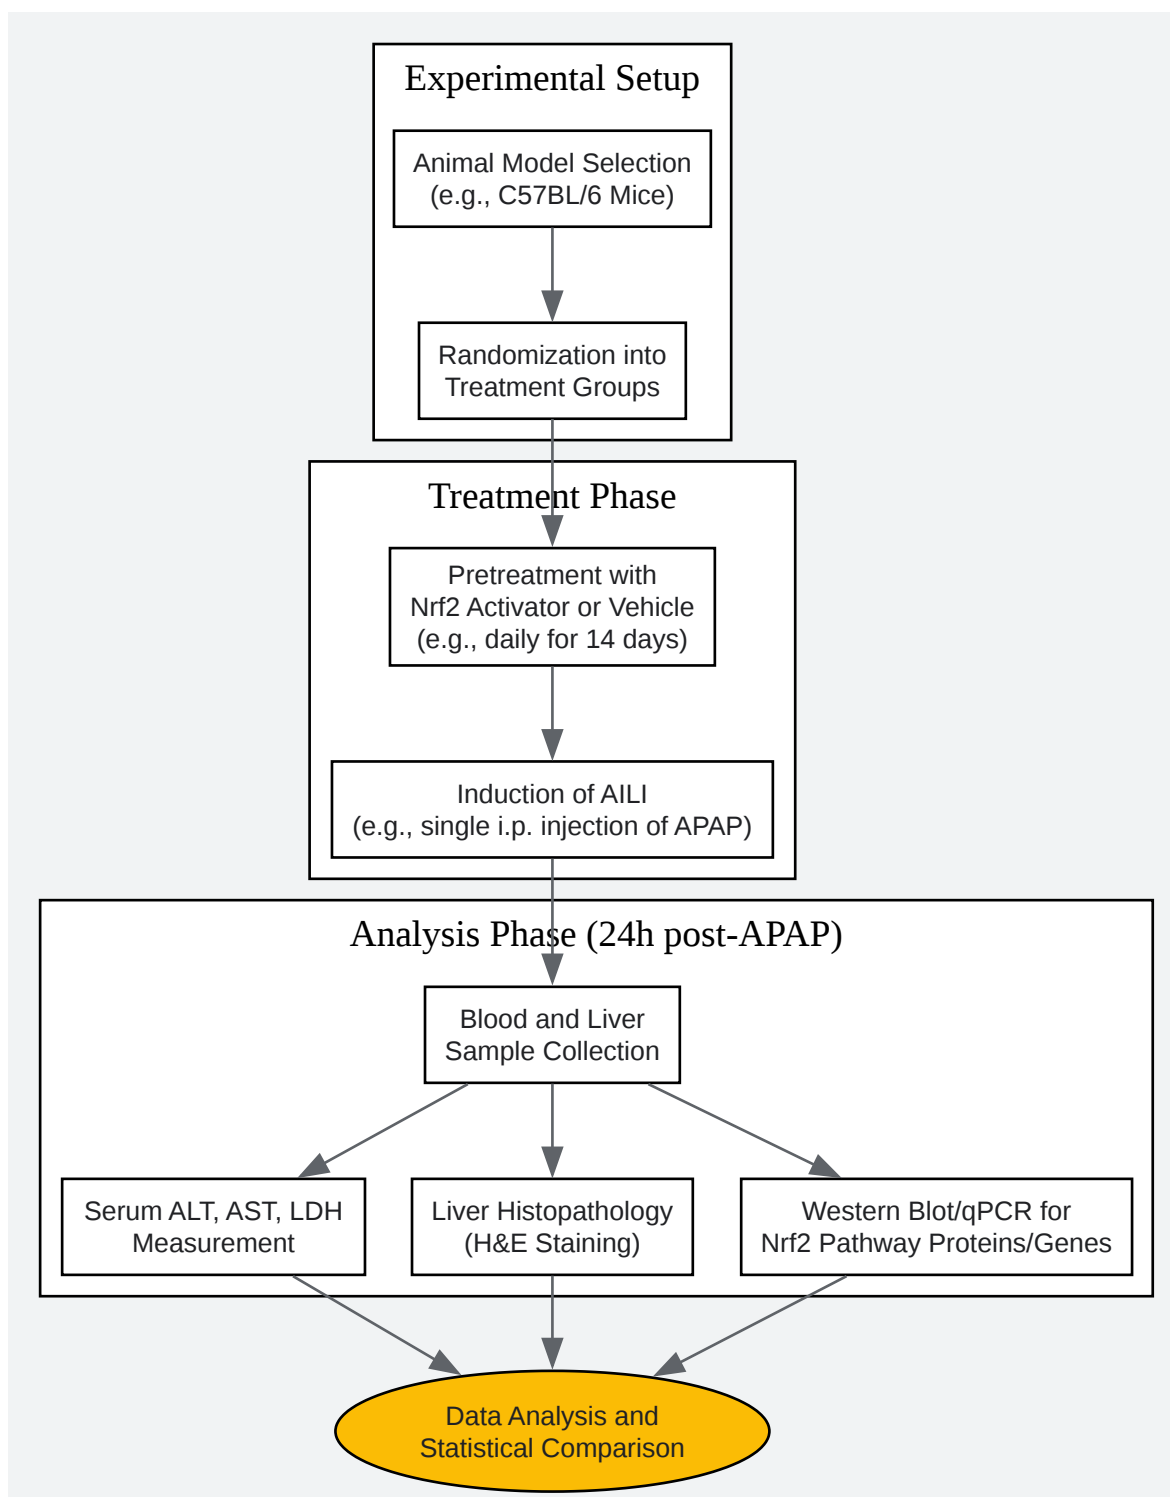 Experimental Setup
Animal Model Selection
(e.g., C57BL/6 Mice)
Randomization into
Treatment Groups
Treatment Phase
Pretreatment with
Nrf2 Activator or Vehicle
(e.g., daily for 14 days)
Induction of AILI
(e.g., single i.p. injection of APAP)
Analysis Phase (24h post-APAP)
Blood and Liver
Sample Collection
Serum ALT, AST, LDH
Measurement
Liver Histopathology
(H&E Staining)
Western Blot/qPCR for
Nrf2 Pathway Proteins/Genes
Data Analysis and
Statistical Comparison